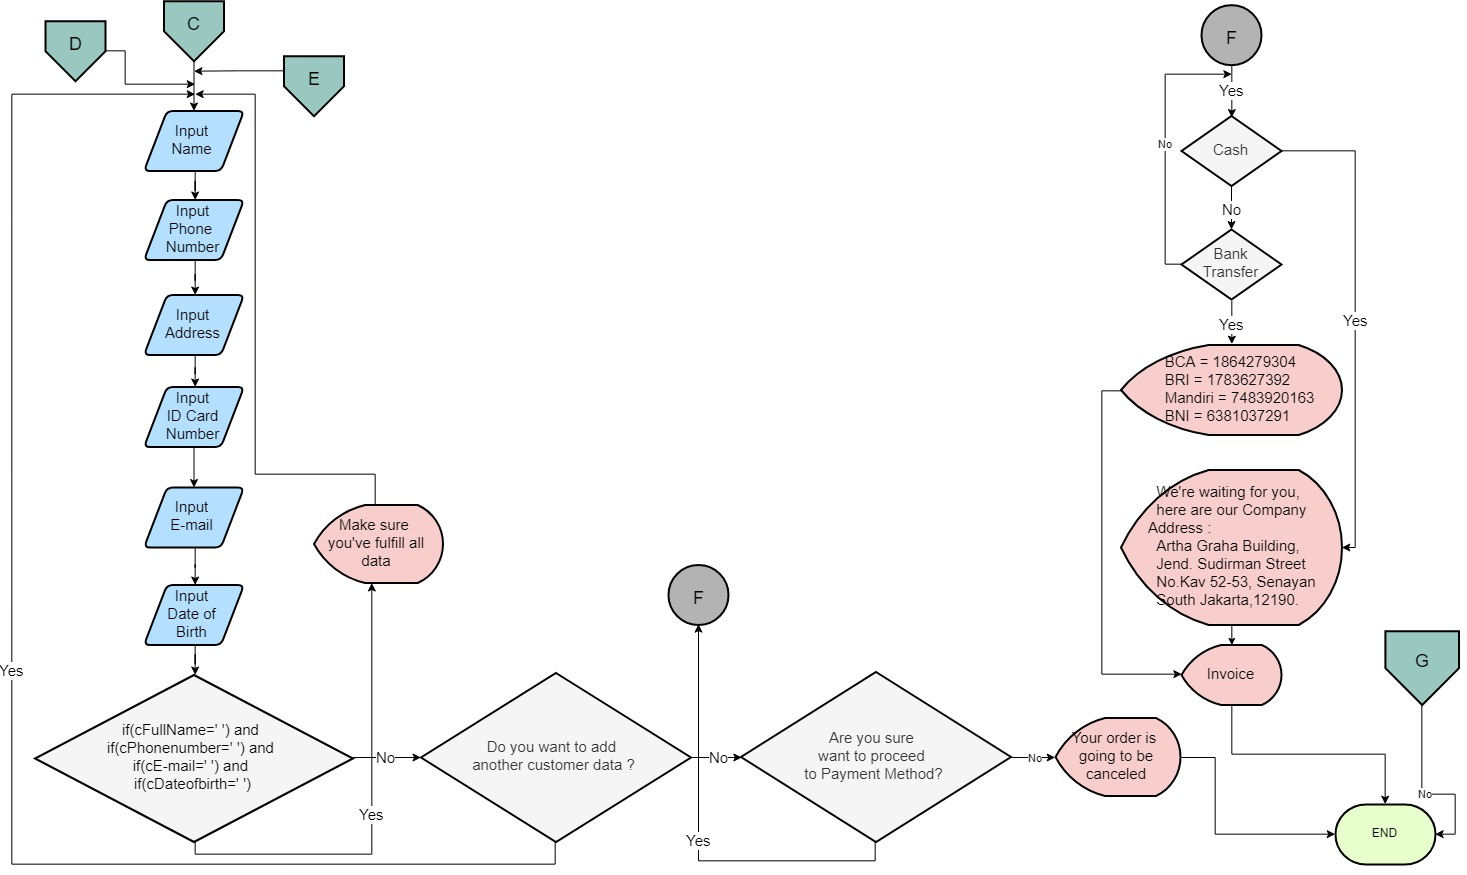 C
D
E
Input
Name
Input
Phone
Number
Input
Address
Input
ID Card
Number
Input
E-mail
Input
Date of
Birth
if(cFullName=' ') and
if(cPhonenumber=' ') and
if(cE-mail=' ') and
if(cDateofbirth=' ')
Yes
No
Yes
Make sure
you've fulfill all
data
Do you want to add
another customer data ?
No
F
Yes
Are you sure
want to proceed
to Payment Method?
No
Your order is
going to be
canceled
F
Yes
Cash
No
No
Bank
Transfer
Yes
Yes
BCA = 1864279304
BRI = 1783627392
Mandiri = 7483920163
BNI = 6381037291
We're waiting for you,
here are our Company
Address :
Artha Graha Building,
Jend. Sudirman Street
No.Kav 52-53, Senayan
South Jakarta,12190.
Invoice
G
No
END